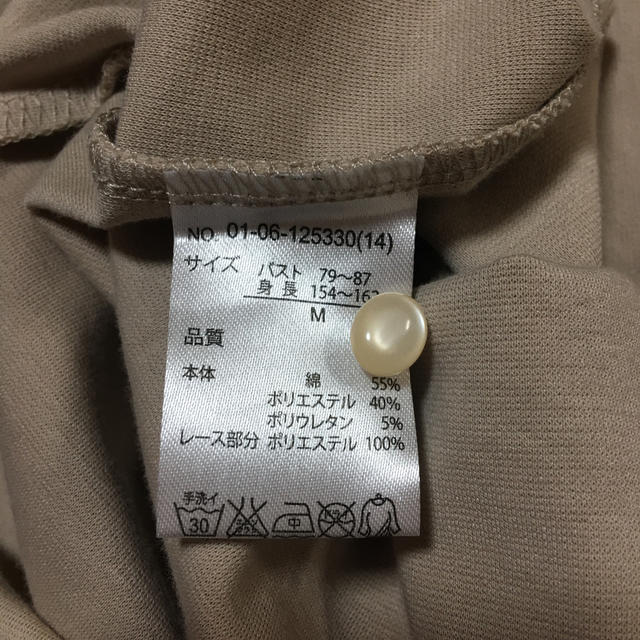 NO. 01-06-125330(14)
サイズ バスト 79〜87
身長 154〜162
M
品質
本体 綿 55%
ポリエステル 40%
ポリウレタン 5%
レース部分 ポリエステル 100%
手洗イ
30 中